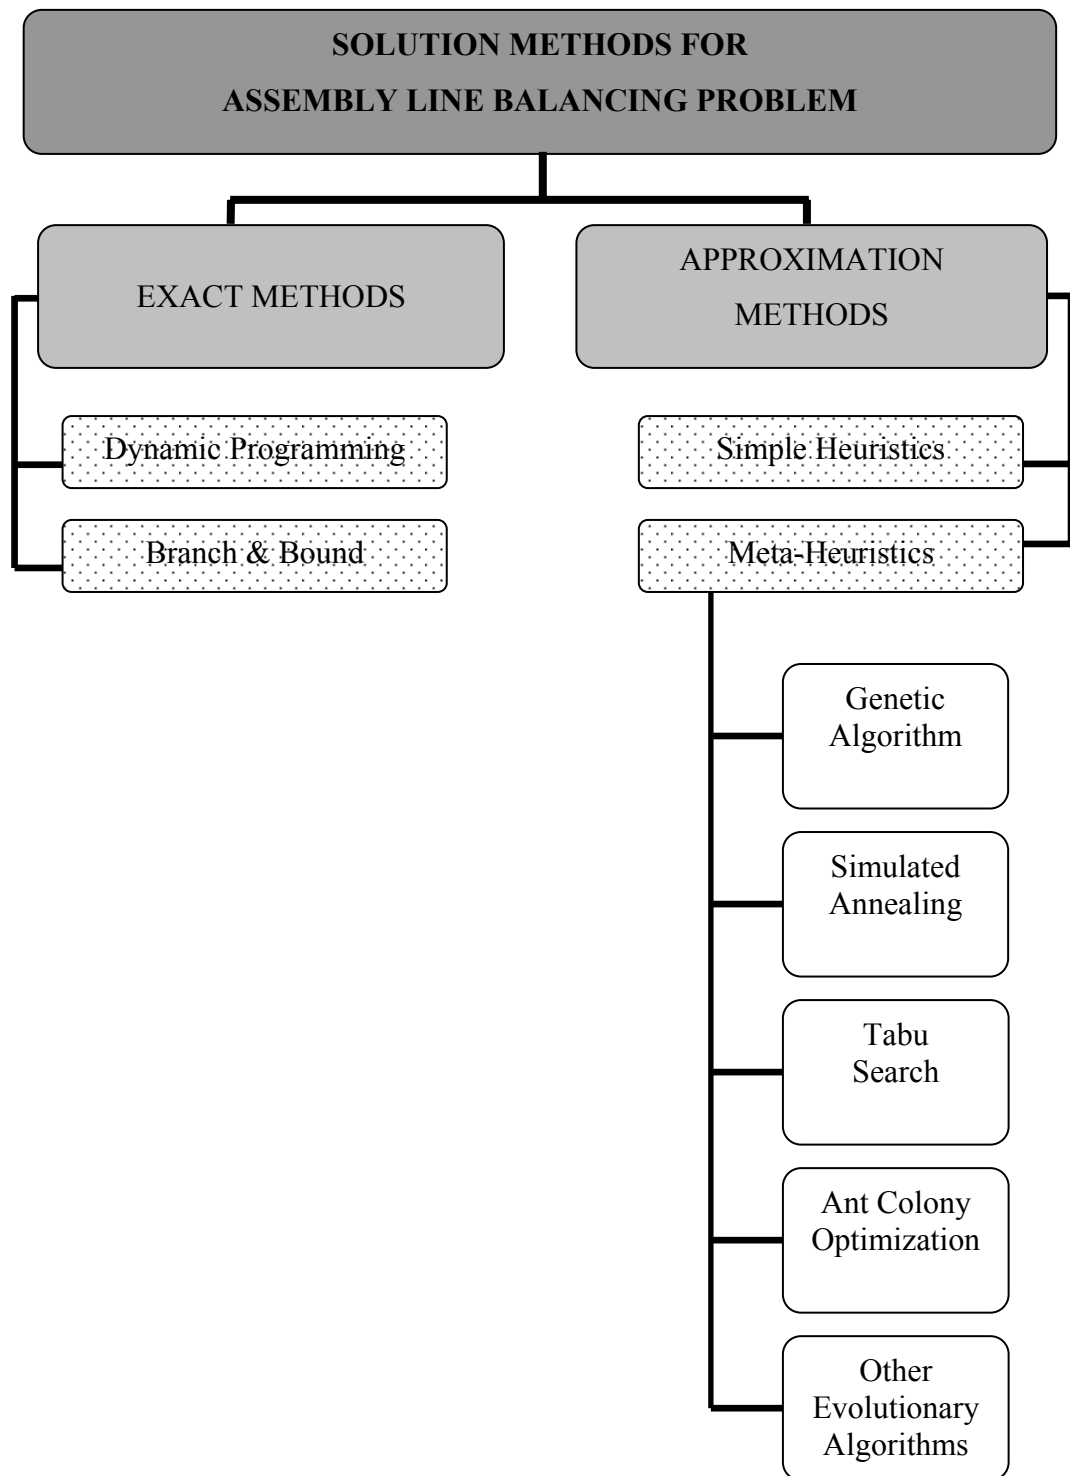 SOLUTION METHODS FOR
ASSEMBLY LINE BALANCING PROBLEM
EXACT METHODS
Dynamic Programming
Branch & Bound
APPROXIMATION
METHODS
Simple Heuristics
Meta-Heuristics
Genetic
Algorithm
Simulated
Annealing
Tabu
Search
Ant Colony
Optimization
Other
Evolutionary
Algorithms